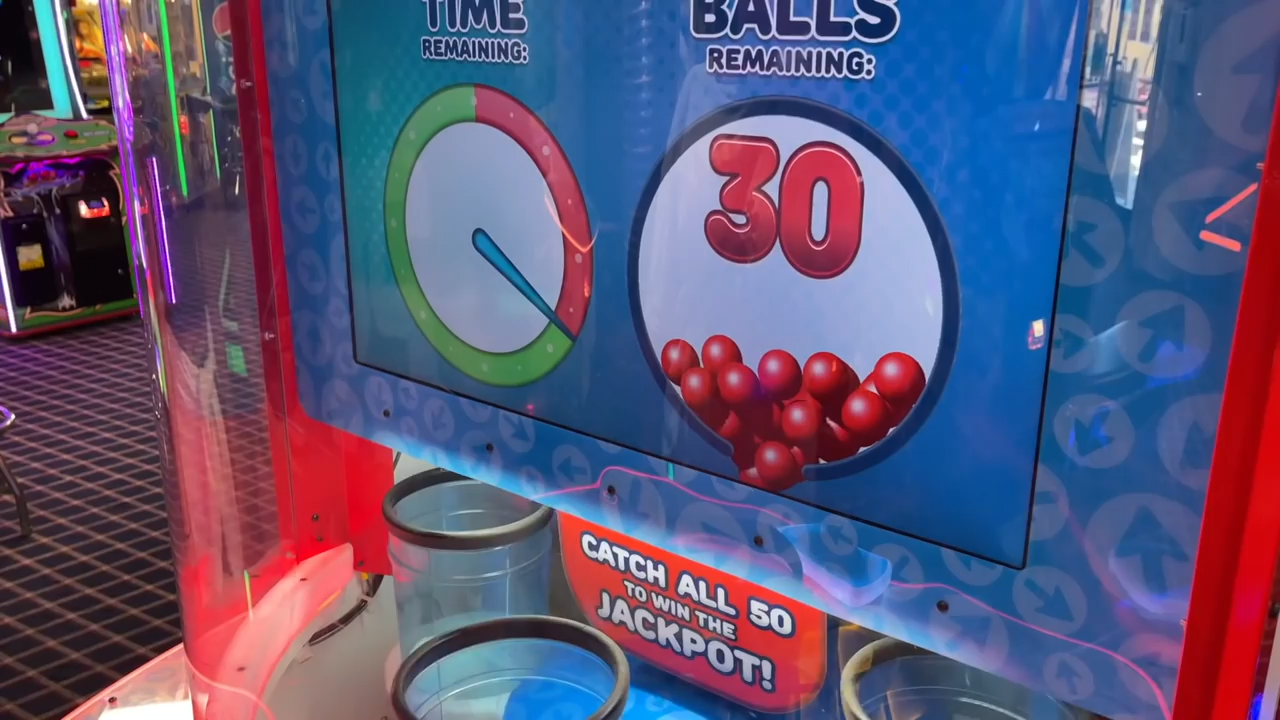 TIME
REMAINING:
BALLS
REMAINING:
30
CATCH ALL 50
TO WIN THE
JACKPOT!